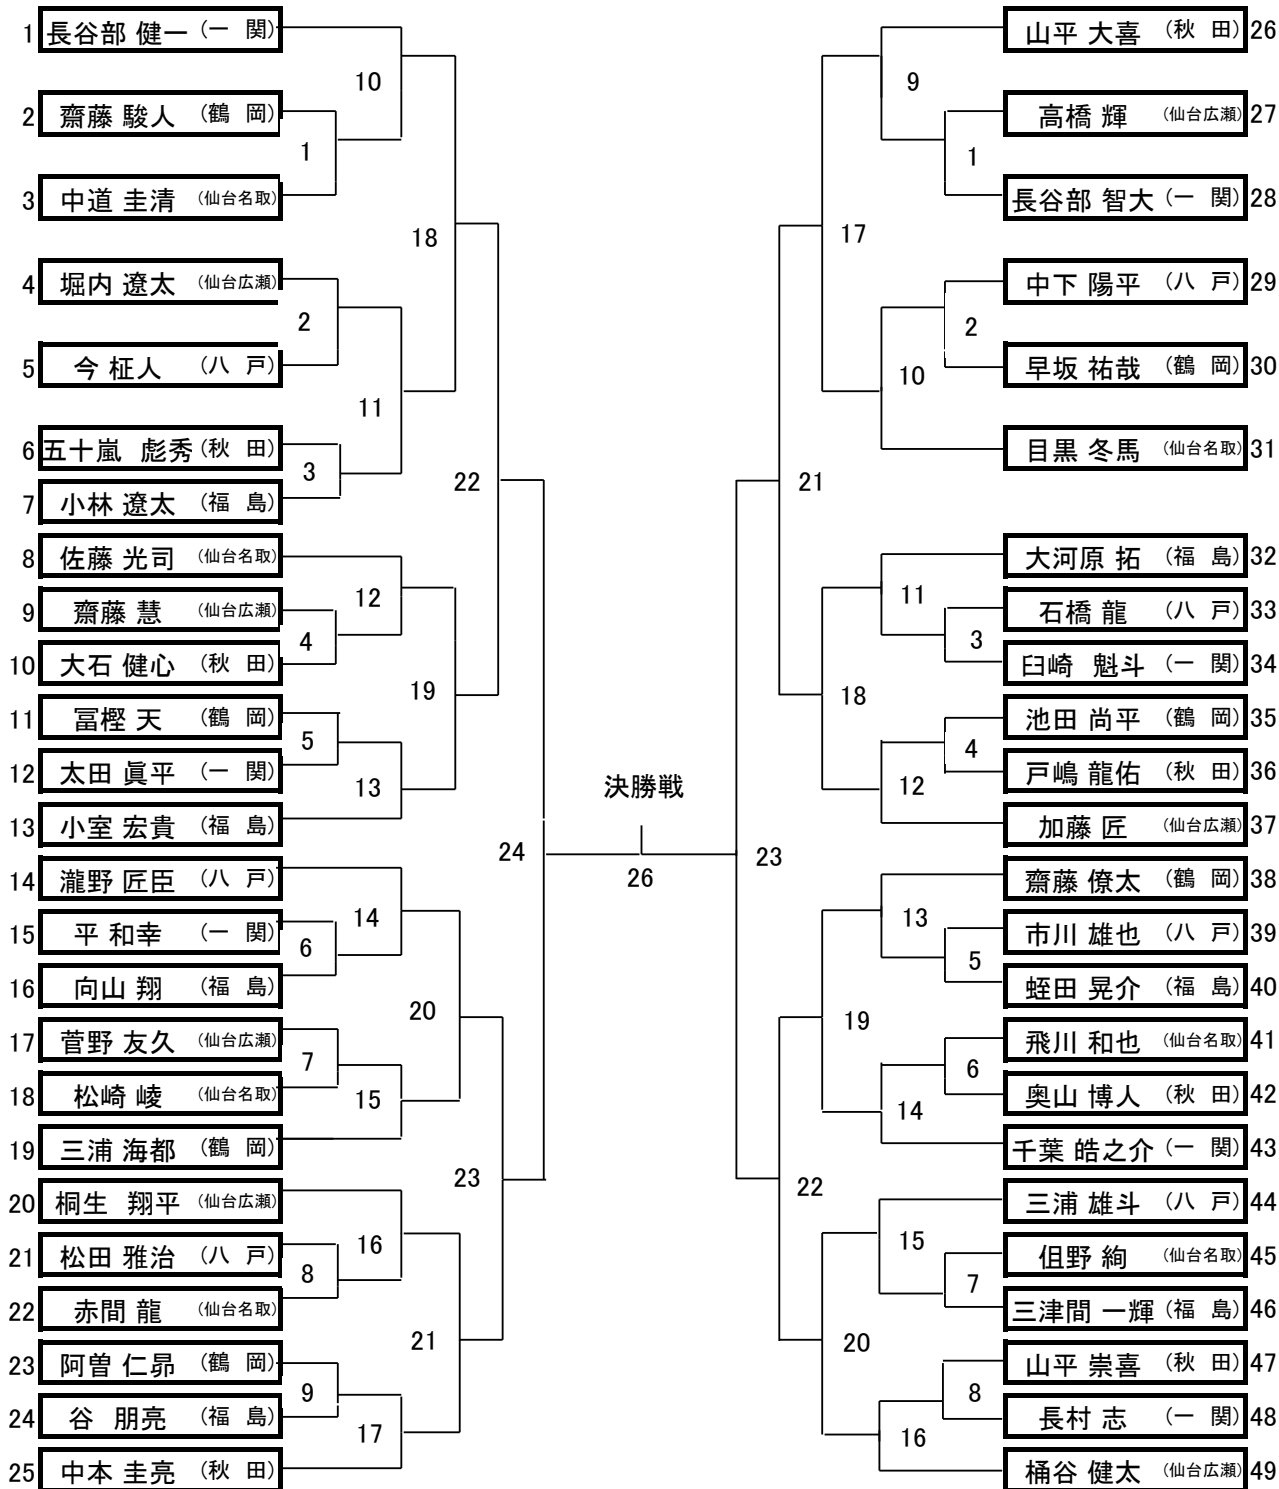 1 長谷部 健一 (一 関)
10
2 齋藤 駿人 (鶴 岡)
1
3 中道 圭清 (仙台名取)
18
4 堀内 遼太 (仙台広瀬)
2
5 今 柾人 (八 戸)
11
6 五十嵐 彪秀 (秋 田)
3
7 小林 遼太 (福 島)
22
8 佐藤 光司 (仙台名取)
12
9 齋藤 慧 (仙台広瀬)
4
10 大石 健心 (秋 田)
19
11 冨樫 天 (鶴 岡)
5
12 太田 眞平 (一 関)
13
13 小室 宏貴 (福 島)
24
14 瀧野 匠臣 (八 戸)
14
15 平 和幸 (一 関)
6
16 向山 翔 (福 島)
20
17 菅野 友久 (仙台広瀬)
7
18 松崎 崚 (仙台名取)
15
19 三浦 海都 (鶴 岡)
23
20 桐生 翔平 (仙台広瀬)
16
21 松田 雅治 (八 戸)
8
22 赤間 龍 (仙台名取)
21
23 阿曽 仁昴 (鶴 岡)
9
24 谷 朋亮 (福 島)
17
25 中本 圭亮 (秋 田)
決勝戦
26
山平 大喜 (秋 田) 26
9
高橋 輝 (仙台広瀬) 27
1
長谷部 智大 (一 関) 28
17
中下 陽平 (八 戸) 29
2
早坂 祐哉 (鶴 岡) 30
10
目黒 冬馬 (仙台名取) 31
21
大河原 拓 (福 島) 32
11
石橋 龍 (八 戸) 33
3
臼崎 魁斗 (一 関) 34
18
池田 尚平 (鶴 岡) 35
4
戸嶋 龍佑 (秋 田) 36
12
加藤 匠 (仙台広瀬) 37
23
齋藤 僚太 (鶴 岡) 38
13
市川 雄也 (八 戸) 39
5
蛭田 晃介 (福 島) 40
19
飛川 和也 (仙台名取) 41
6
奥山 博人 (秋 田) 42
14
千葉 皓之介 (一 関) 43
22
三浦 雄斗 (八 戸) 44
15
伹野 絢 (仙台名取) 45
7
三津間 一輝 (福 島) 46
20
山平 崇喜 (秋 田) 47
8
長村 志 (一 関) 48
16
桶谷 健太 (仙台広瀬) 49